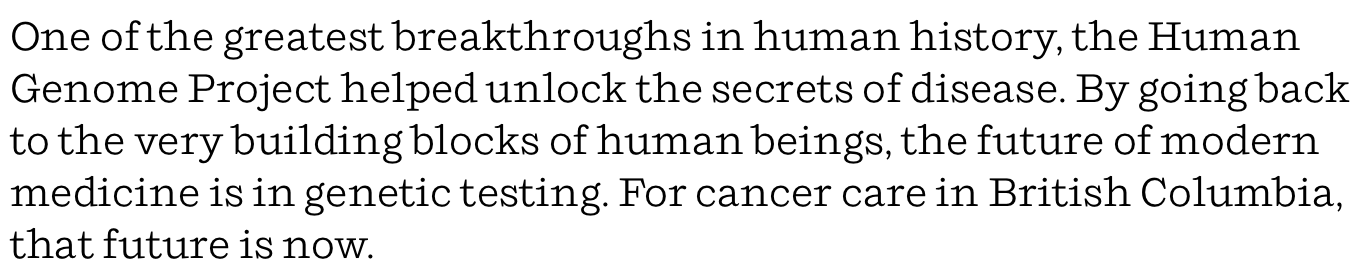 One of the greatest breakthroughs in human history, the Human
Genome Project helped unlock the secrets of disease. By going back
to the very building blocks of human beings, the future of modern
medicine is in genetic testing. For cancer care in British Columbia,
that future is now.